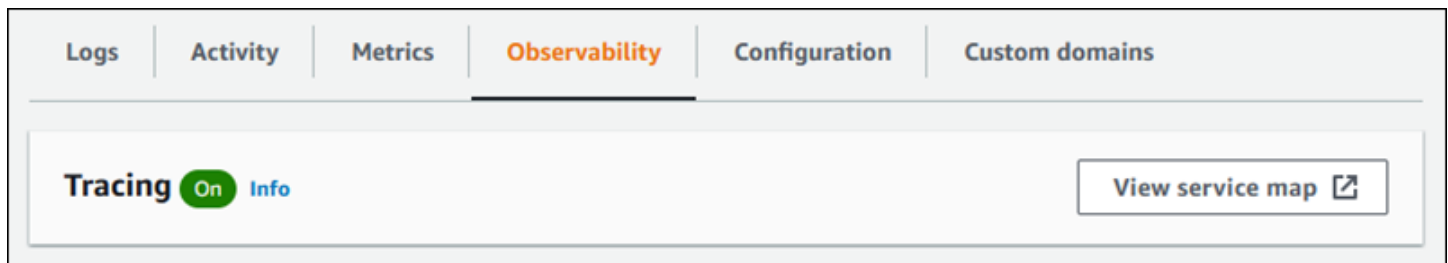 Logs Activity Metrics Observability Configuration Custom domains
Tracing On Info View service map